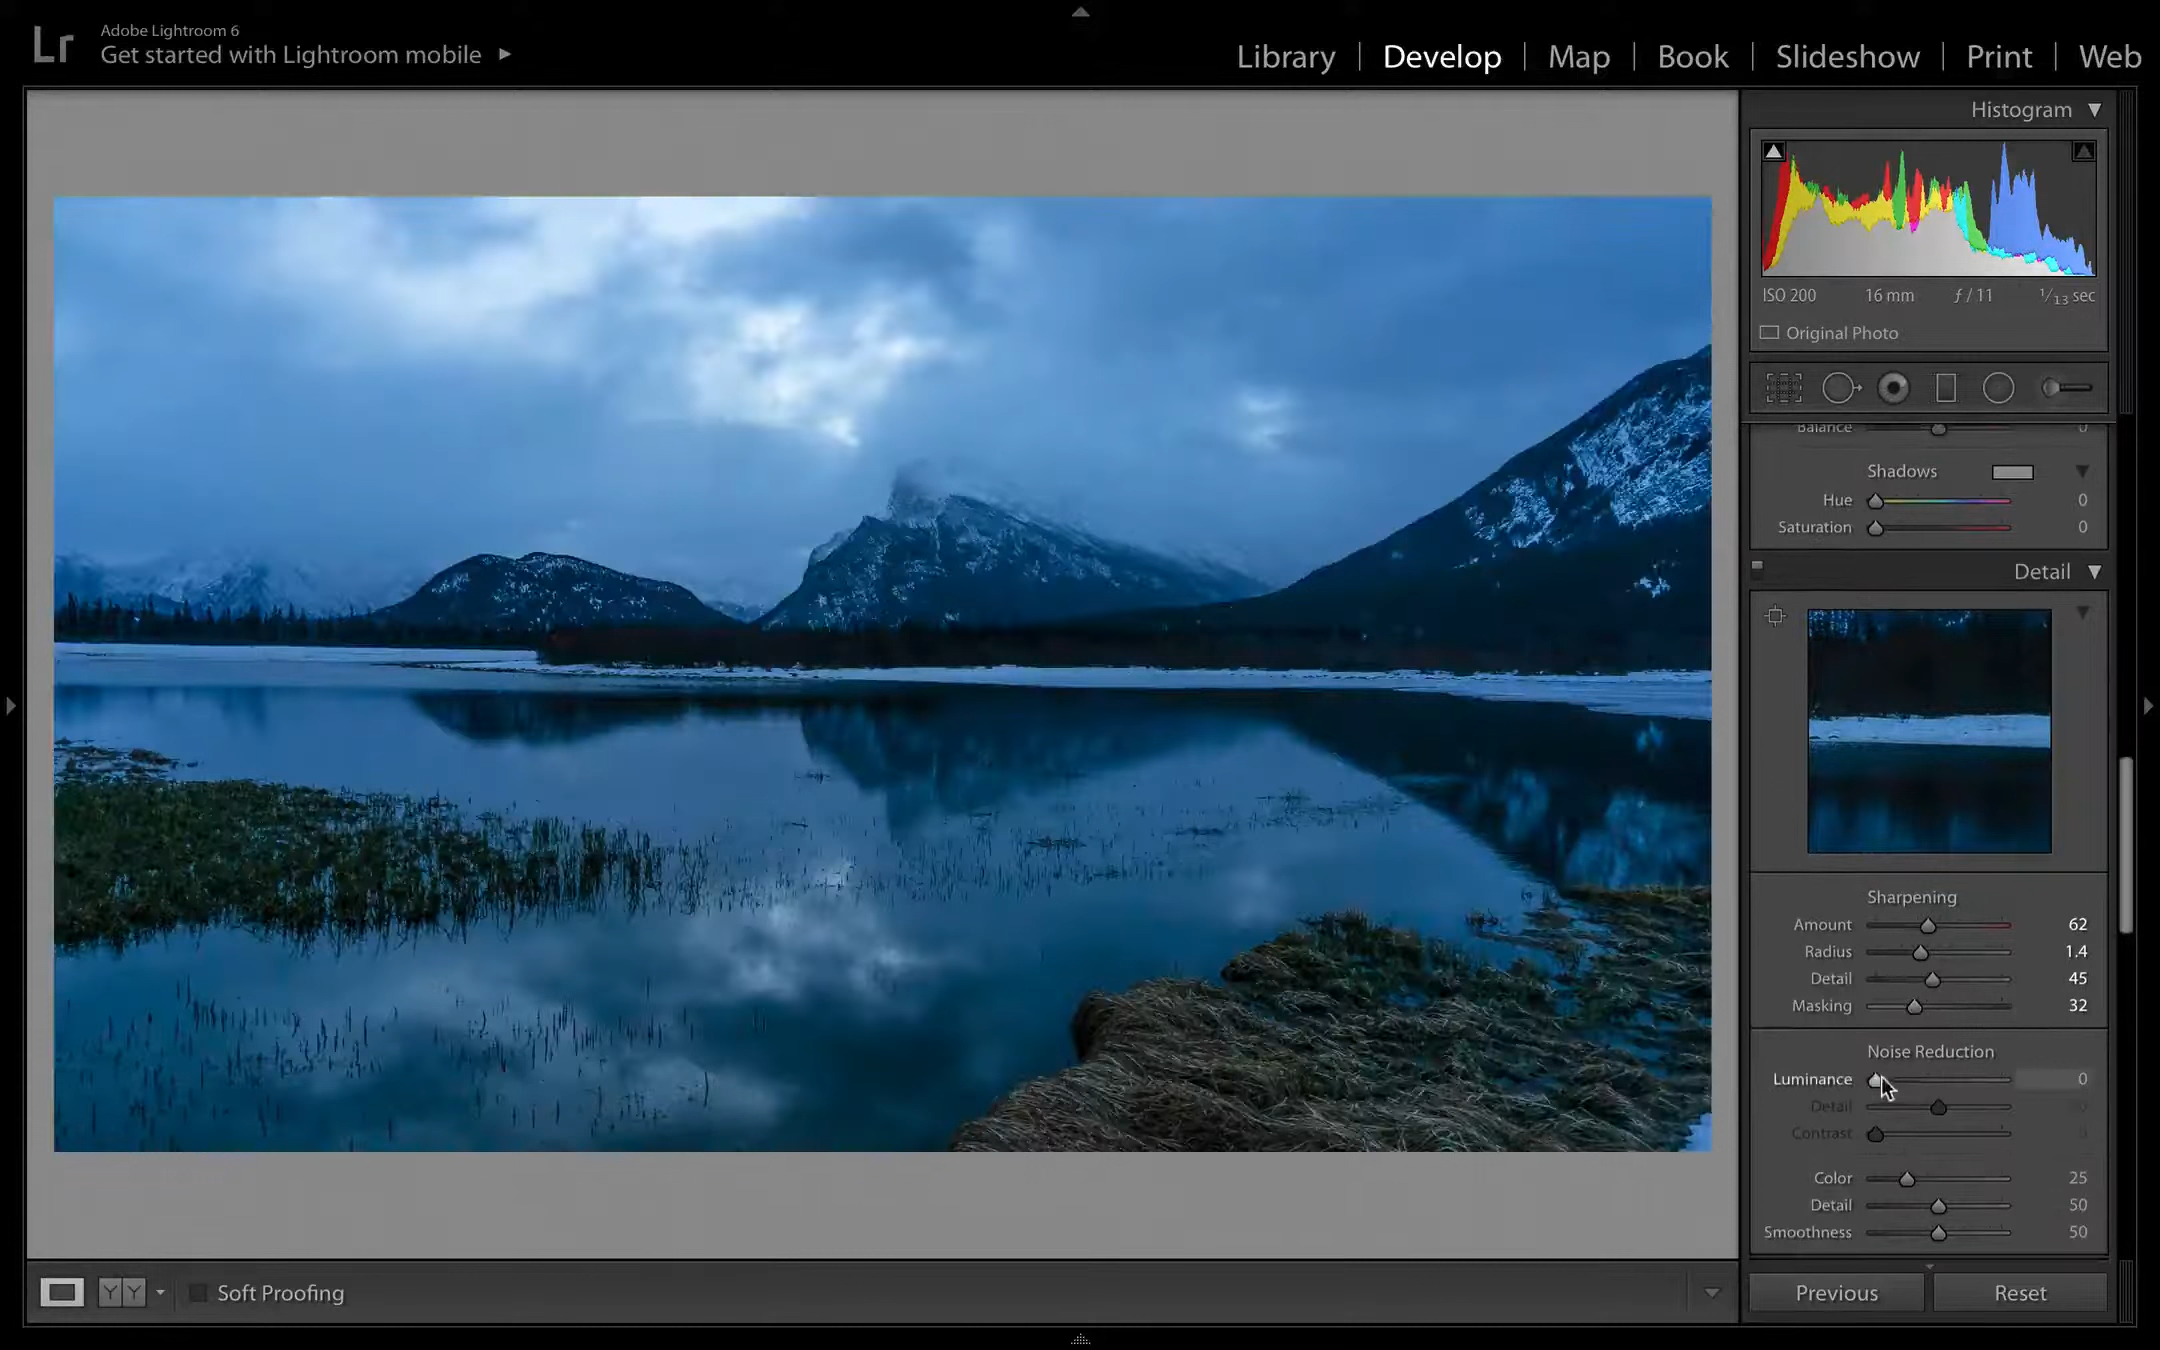 Lr
Adobe Lightroom 6
Get started with Lightroom mobile
Library | Develop | Map | Book | Slideshow | Print | Web
Histogram
ISO 200 16 mm ƒ / 11 1/13 sec
Original Photo
Balance 0
Shadows
Hue 0
Saturation 0
Detail
Sharpening
Amount 62
Radius 1.4
Detail 45
Masking 32
Noise Reduction
Luminance 0
Detail
Contrast
Color 25
Detail 50
Smoothness 50
Y Y Soft Proofing
Previous Reset